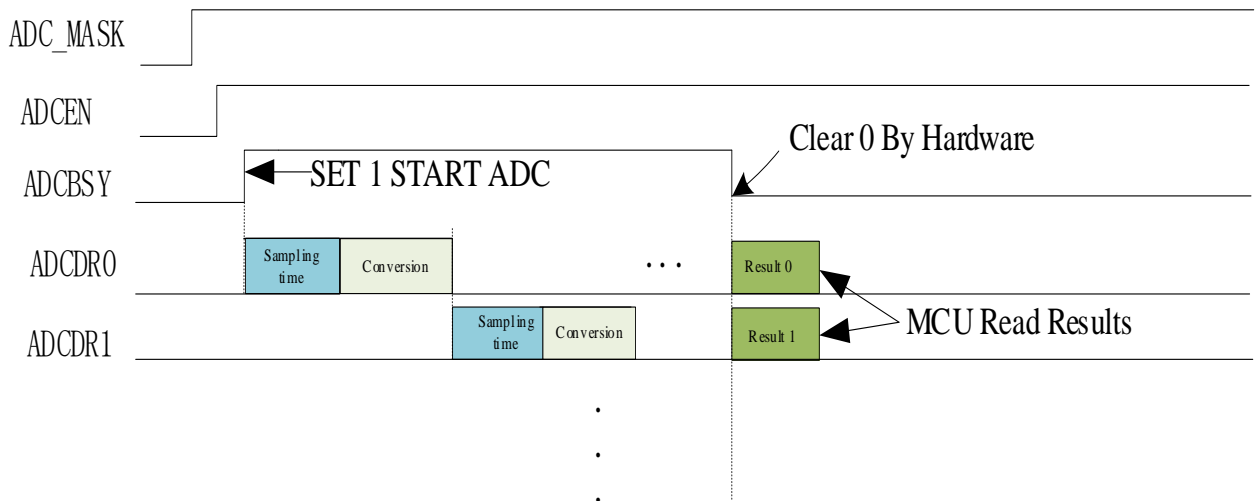 ADC_MASK
ADCEN
Clear 0 By Hardware
ADCBSY
SET 1 START ADC
ADCDR0
Sampling
time
Conversion
...
Result 0
MCU Read Results
ADCDR1
Sampling
time
Conversion
Result 1